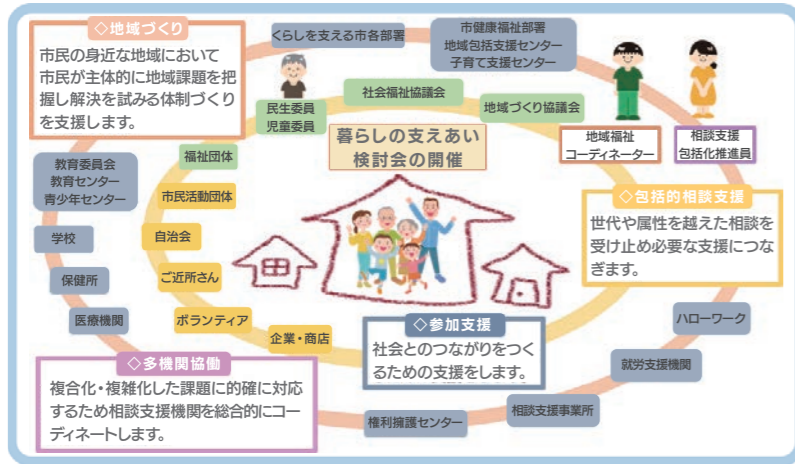 ◇地域づくり
市民の身近な地域において
市民が主体的に地域課題を把
握し解決を試みる体制づくり
を支援します。
くらしを支える市各部署
市健康福祉部署
地域包括支援センター
子育て支援センター
民生委員
児童委員
社会福祉協議会
地域づくり協議会
地域福祉
コーディネーター
相談支援
包括化推進員
暮らしの支えあい
検討会の開催
福祉団体
教育委員会
教育センター
青少年センター
市民活動団体
学校
自治会
保健所
ご近所さん
医療機関
ボランティア
企業・商店
◇包括的相談支援
世代や属性を越えた相談を
受け止め必要な支援につな
ぎます。
◇参加支援
社会とのつながりをつく
るための支援をします。
ハローワーク
就労支援機関
相談支援事業所
権利擁護センター
◇多機関協働
複合化・複雑化した課題に的確に対応
するため相談支援機関を総合的にコー
ディネートします。